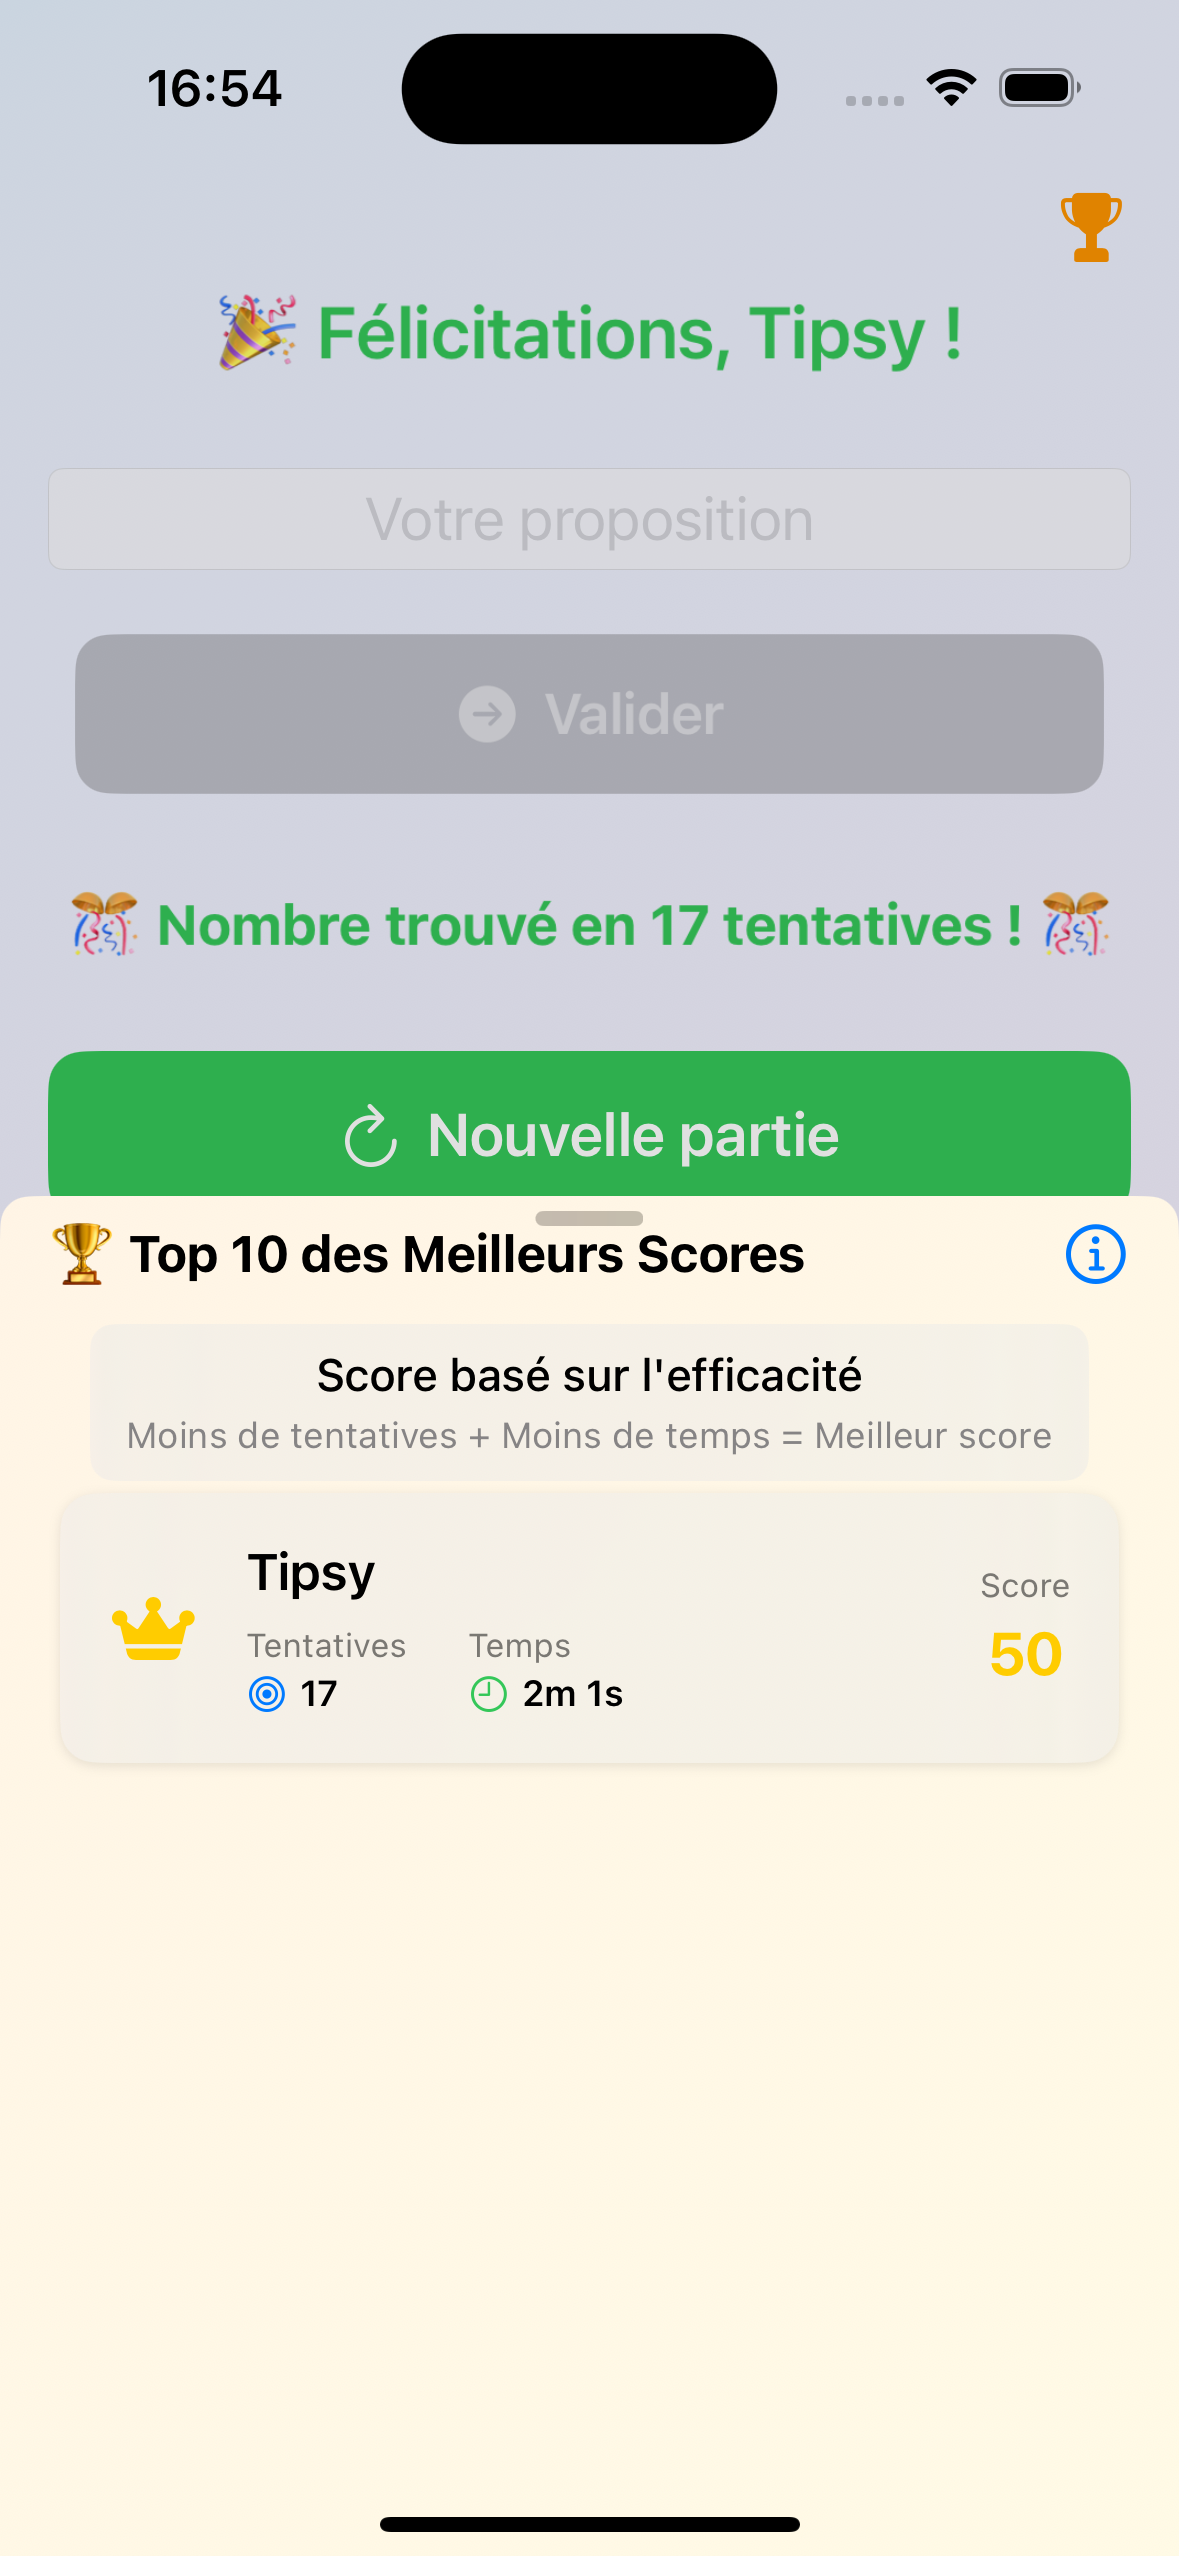 16:54
🎉 Félicitations, Tipsy !
Votre proposition
Valider
🎊 Nombre trouvé en 17 tentatives ! 🎊
Nouvelle partie
🏆 Top 10 des Meilleurs Scores
Score basé sur l'efficacité
Moins de tentatives + Moins de temps = Meilleur score
Tipsy
Tentatives Temps
17 2m 1s
Score
50